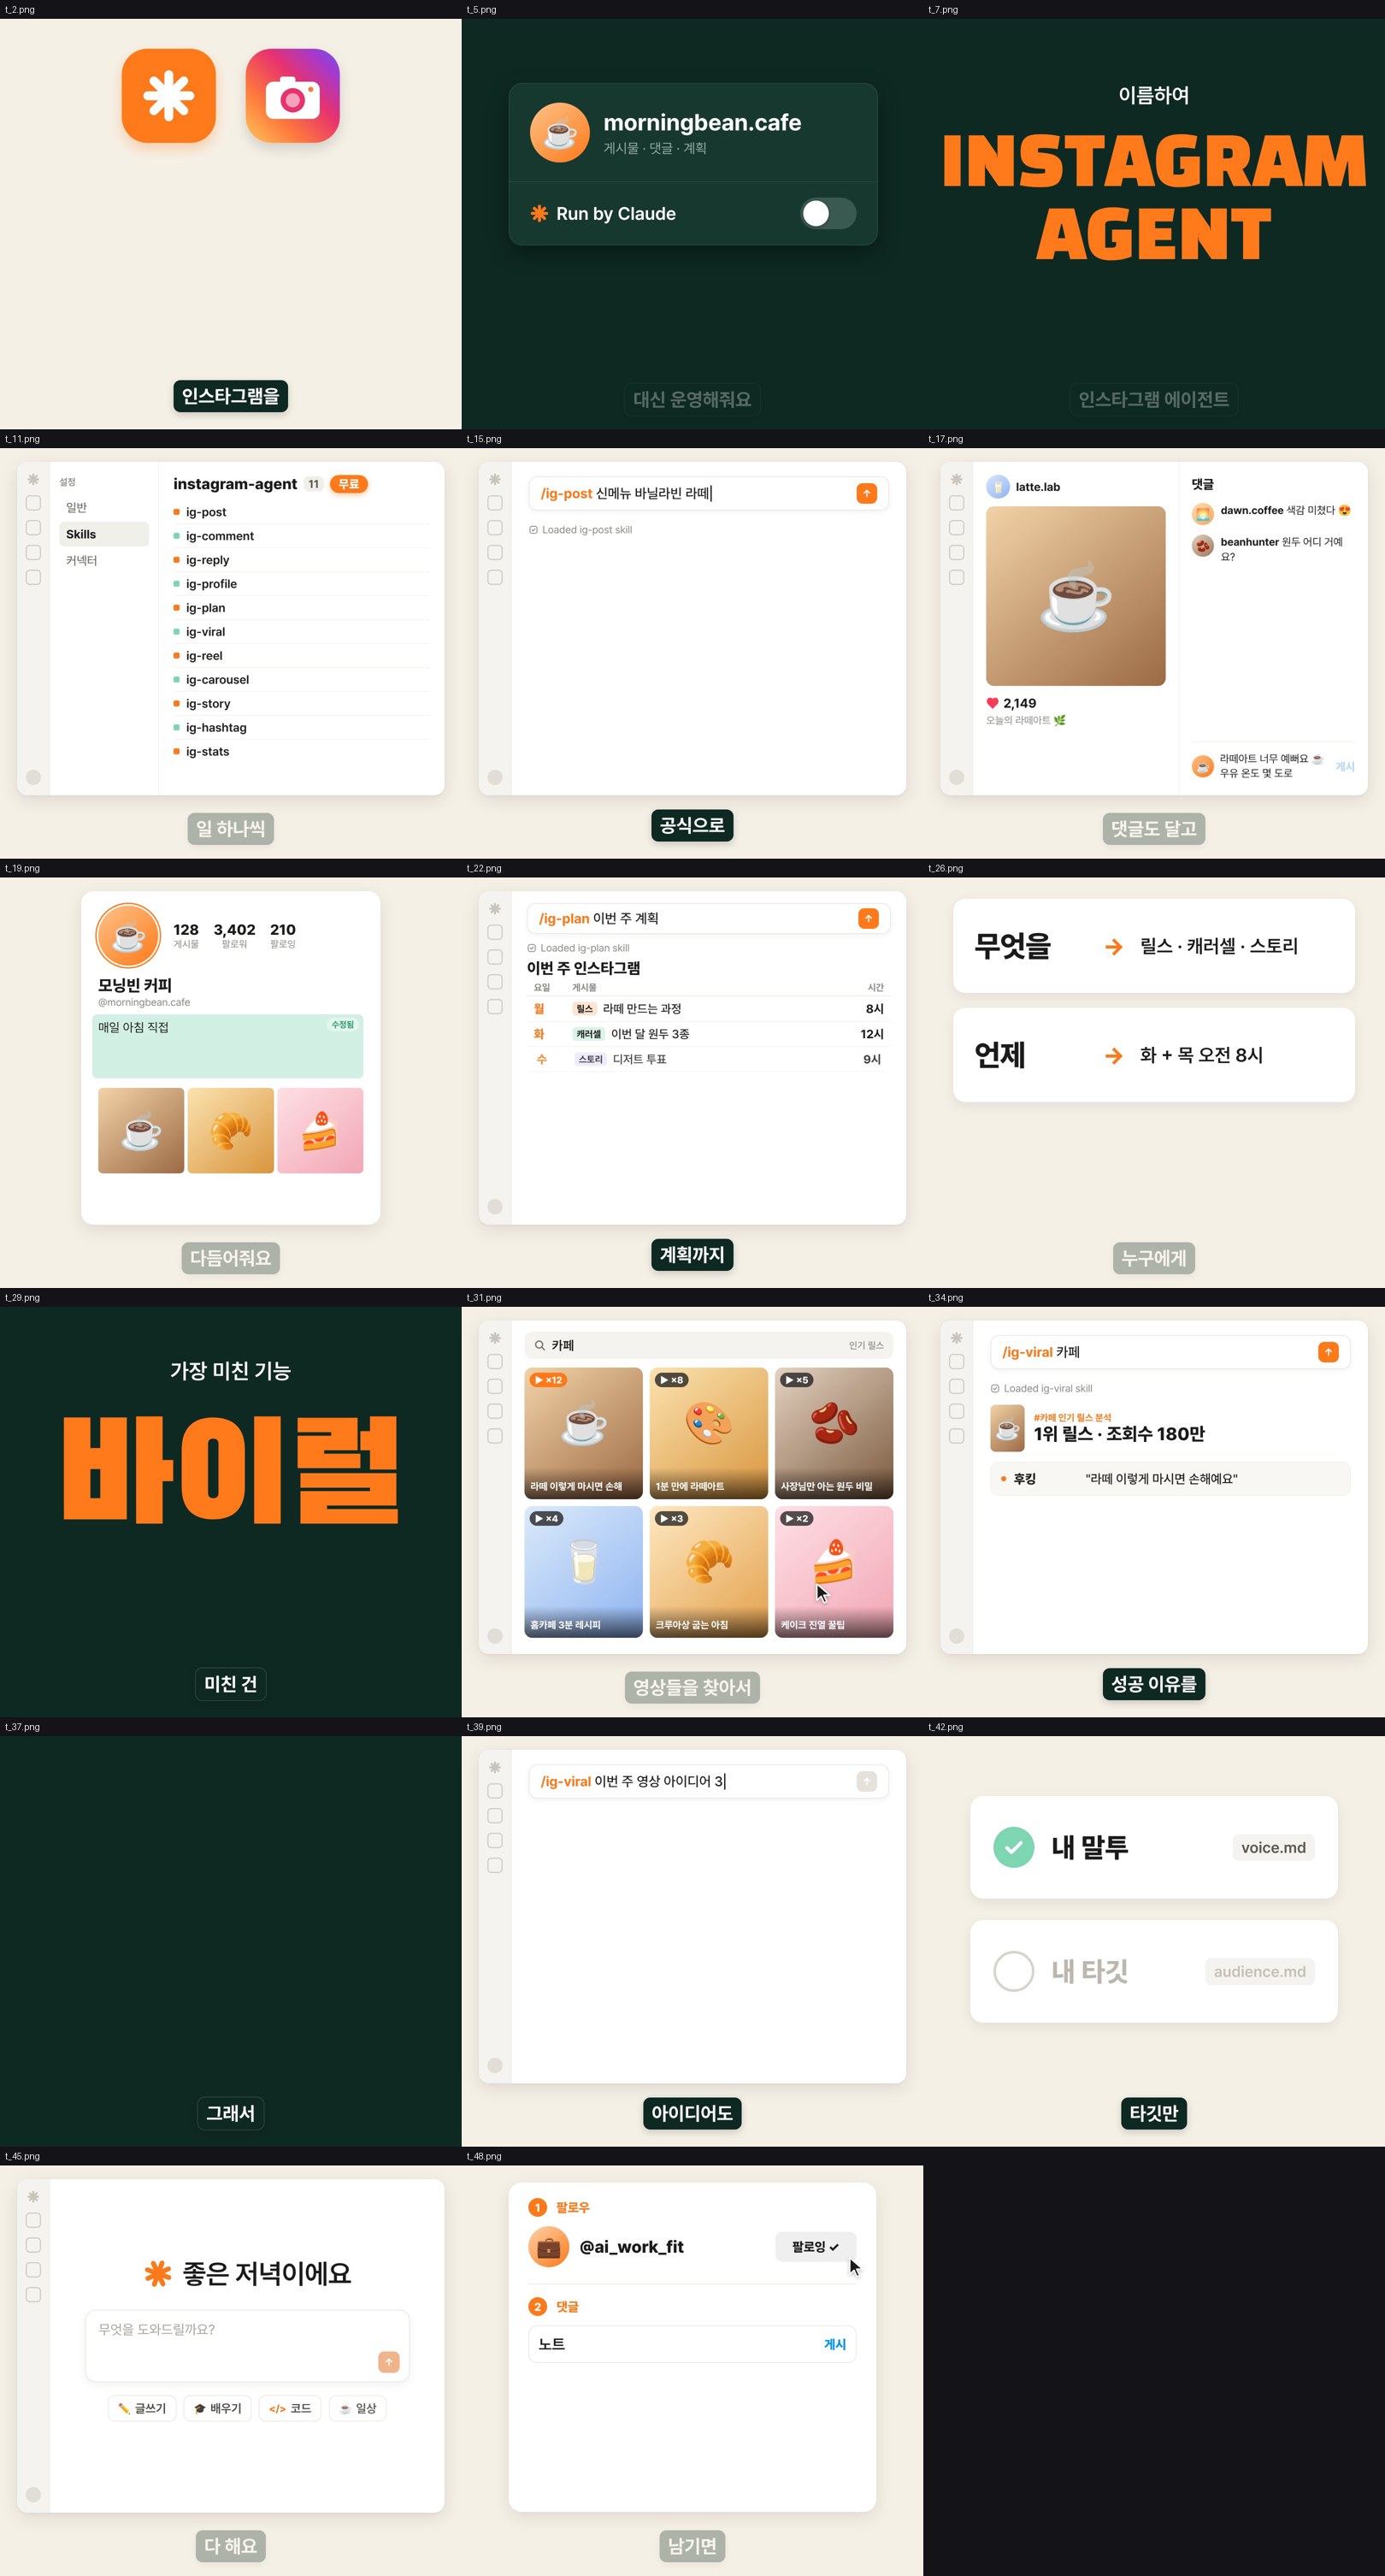 t_2.png
인스타그램을
t_5.png
morningbean.cafe
게시물 · 댓글 · 계획
Run by Claude
대신 운영해줘요
t_7.png
이름하여
INSTAGRAM
AGENT
인스타그램 에이전트
t_11.png
설정
일반
Skills
커넥터
instagram-agent 11 무료
ig-post
ig-comment
ig-reply
ig-profile
ig-plan
ig-viral
ig-reel
ig-carousel
ig-story
ig-hashtag
ig-stats
일 하나씩
t_15.png
/ig-post 신메뉴 바닐라빈 라떼
Loaded ig-post skill
공식으로
t_17.png
latte.lab
2,149
오늘의 라떼아트
댓글
dawn.coffee 색감 미쳤다
beanhunter 원두 어디 거예
요?
라떼아트 너무 예뻐요
우유 온도 몇 도로
게시
댓글도 달고
t_19.png
128 3,402 210
게시물 팔로워 팔로잉
모닝빈 커피
@morningbean.cafe
매일 아침 직접
수정됨
다듬어줘요
t_22.png
/ig-plan 이번 주 계획
Loaded ig-plan skill
이번 주 인스타그램
요일 게시물 시간
월 릴스 라떼 만드는 과정 8시
화 캐러셀 이번 달 원두 3종 12시
수 스토리 디저트 투표 9시
계획까지
t_26.png
무엇을 → 릴스 · 캐러셀 · 스토리
언제 → 화 + 목 오전 8시
누구에게
t_29.png
가장 미친 기능
바이럴
미친 건
t_31.png
카페 인기 릴스
×12
라떼 이렇게 마시면 손해
×8
1분 만에 라떼아트
×5
사장님만 아는 원두 비밀
×4
홈카페 3분 레시피
×3
크루아상 굽는 아침
×2
케이크 진열 꿀팁
영상들을 찾아서
t_34.png
/ig-viral 카페
Loaded ig-viral skill
#카페 인기 릴스 분석
1위 릴스 · 조회수 180만
후킹 "라떼 이렇게 마시면 손해예요"
성공 이유를
t_37.png
그래서
t_39.png
/ig-viral 이번 주 영상 아이디어 3
아이디어도
t_42.png
내 말투 voice.md
내 타깃 audience.md
타깃만
t_45.png
좋은 저녁이에요
무엇을 도와드릴까요?
글쓰기 배우기 </> 코드 일상
다 해요
t_48.png
1 팔로우
@ai_work_fit 팔로잉 ✓
2 댓글
노트 게시
남기면